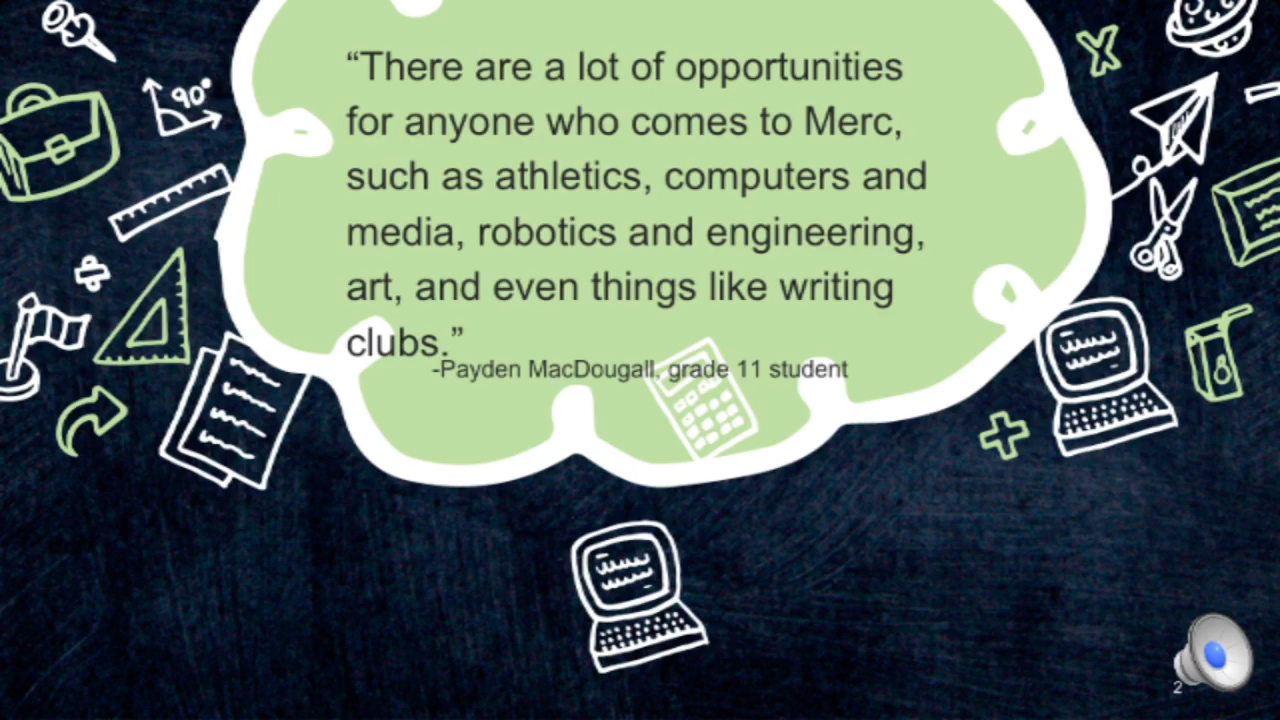 90°
“There are a lot of opportunities
for anyone who comes to Merc,
such as athletics, computers and
media, robotics and engineering,
art, and even things like writing
clubs.”
-Payden MacDougall, grade 11 student
2